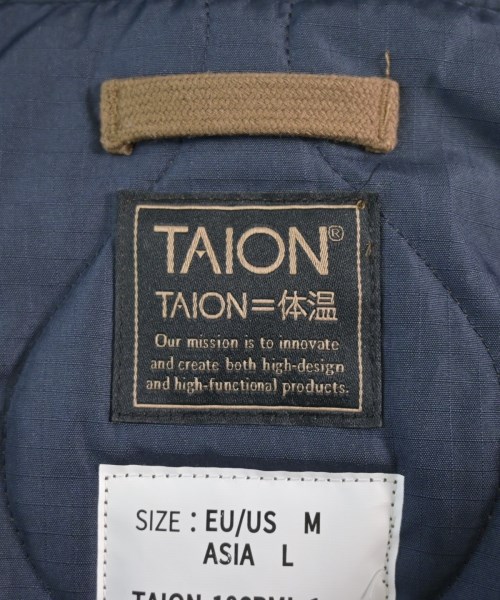 TAION®
TAION=体温
Our mission is to innovate
and create both high-design
and high-functional products.
SIZE : EU/US M
ASIA L